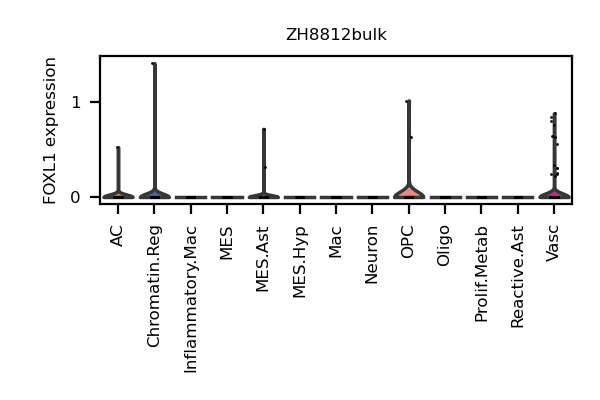 ZH8812bulk
FOXL1 expression
1
0
AC
Chromatin.Reg
Inflammatory.Mac
MES
MES.Ast
MES.Hyp
Mac
Neuron
OPC
Oligo
Prolif.Metab
Reactive.Ast
Vasc